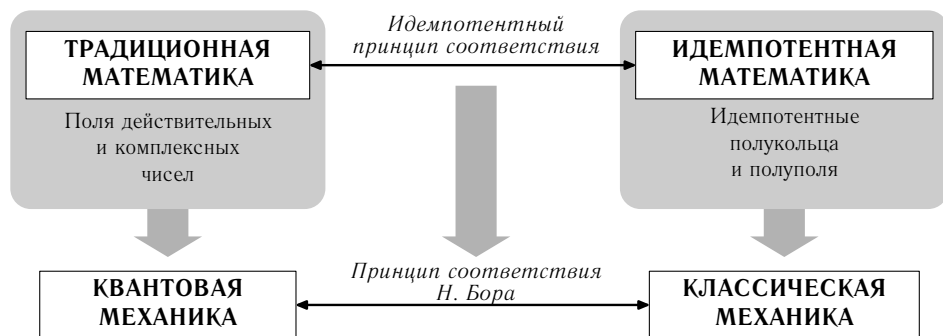 ТРАДИЦИОННАЯ
МАТЕМАТИКА
Поля действительных
и комплексных
чисел
Идемпотентный
принцип соответствия
ИДЕМПОТЕНТНАЯ
МАТЕМАТИКА
Идемпотентные
полукольца
и полуполя
КВАНТОВАЯ
МЕХАНИКА
Принцип соответствия
Н. Бора
КЛАССИЧЕСКАЯ
МЕХАНИКА